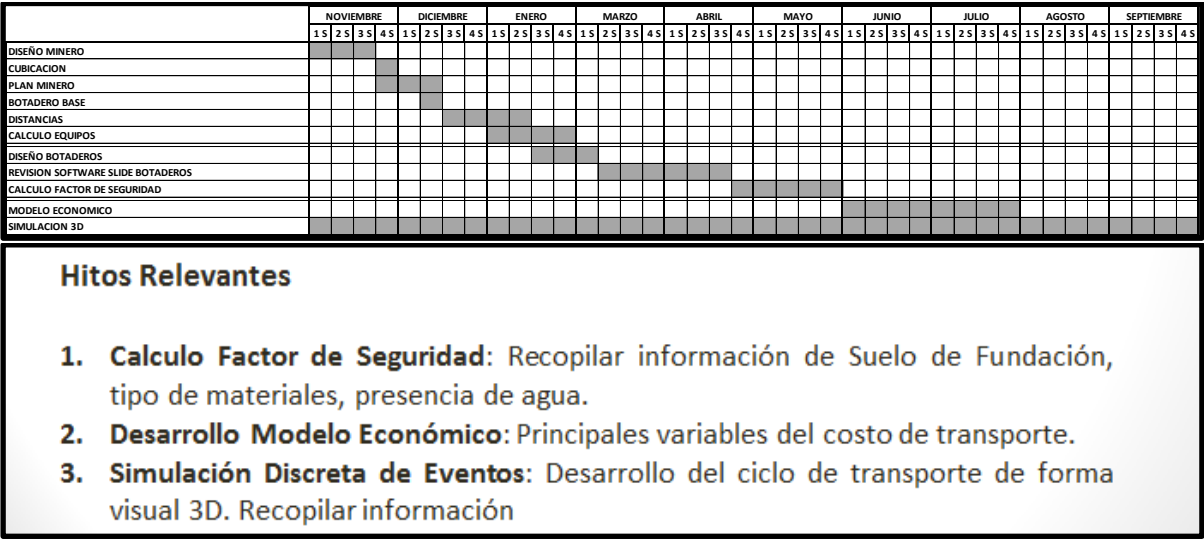 NOVIEMBRE DICIEMBRE ENERO MARZO ABRIL MAYO JUNIO JULIO AGOSTO SEPTIEMBRE
1 S 2 S 3 S 4 S 1 S 2 S 3 S 4 S 1 S 2 S 3 S 4 S 1 S 2 S 3 S 4 S 1 S 2 S 3 S 4 S 1 S 2 S 3 S 4 S 1 S 2 S 3 S 4 S 1 S 2 S 3 S 4 S 1 S 2 S 3 S 4 S 1 S 2 S 3 S 4 S
DISEÑO MINERO
CUBICACION
PLAN MINERO
BOTADERO BASE
DISTANCIAS
CALCULO EQUIPOS
DISEÑO BOTADEROS
REVISION SOFTWARE SLIDE BOTADEROS
CALCULO FACTOR DE SEGURIDAD
MODELO ECONOMICO
SIMULACION 3D
Hitos Relevantes
1. Calculo Factor de Seguridad: Recopilar información de Suelo de Fundación,
tipo de materiales, presencia de agua.
2. Desarrollo Modelo Económico: Principales variables del costo de transporte.
3. Simulación Discreta de Eventos: Desarrollo del ciclo de transporte de forma
visual 3D. Recopilar información